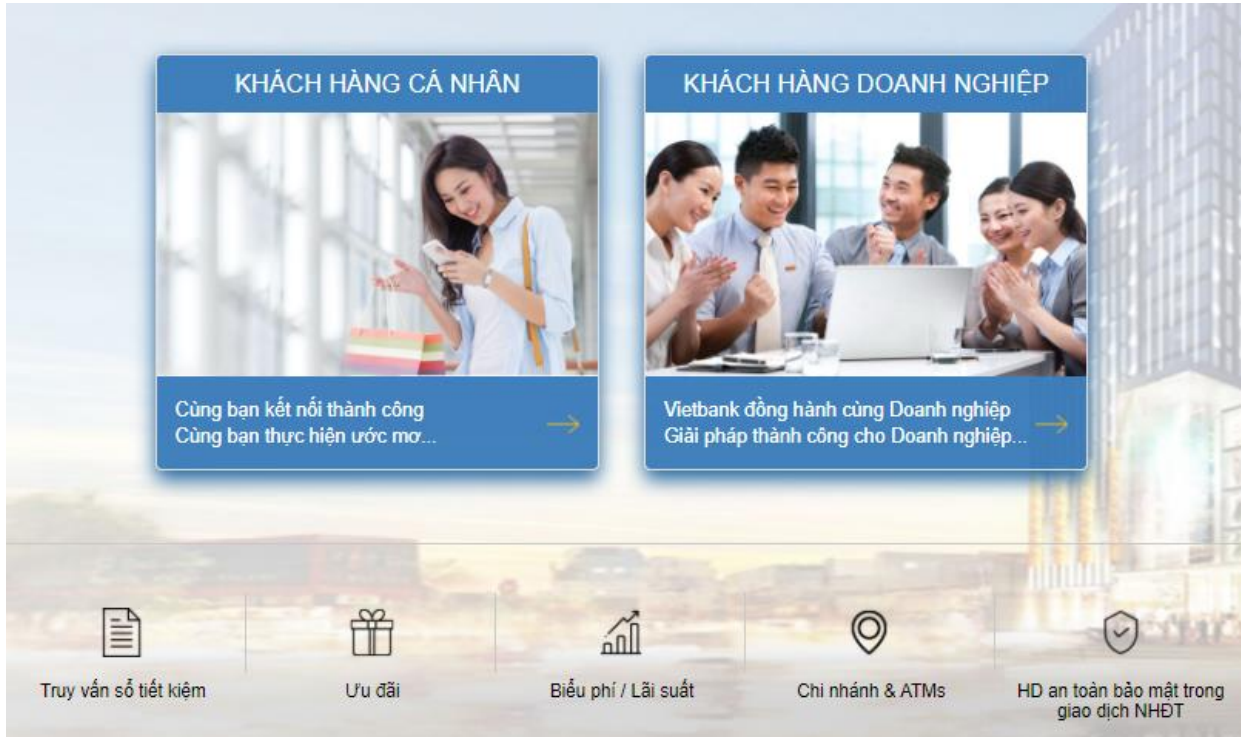 KHÁCH HÀNG CÁ NHÂN
Cùng bạn kết nối thành công
Cùng bạn thực hiện ước mơ...
KHÁCH HÀNG DOANH NGHIỆP
Vietbank đồng hành cùng Doanh nghiệp
Giải pháp thành công cho Doanh nghiệp...
Truy vấn sổ tiết kiệm
Ưu đãi
Biểu phí / Lãi suất
Chi nhánh & ATMs
HD an toàn bảo mật trong
giao dịch NHĐT